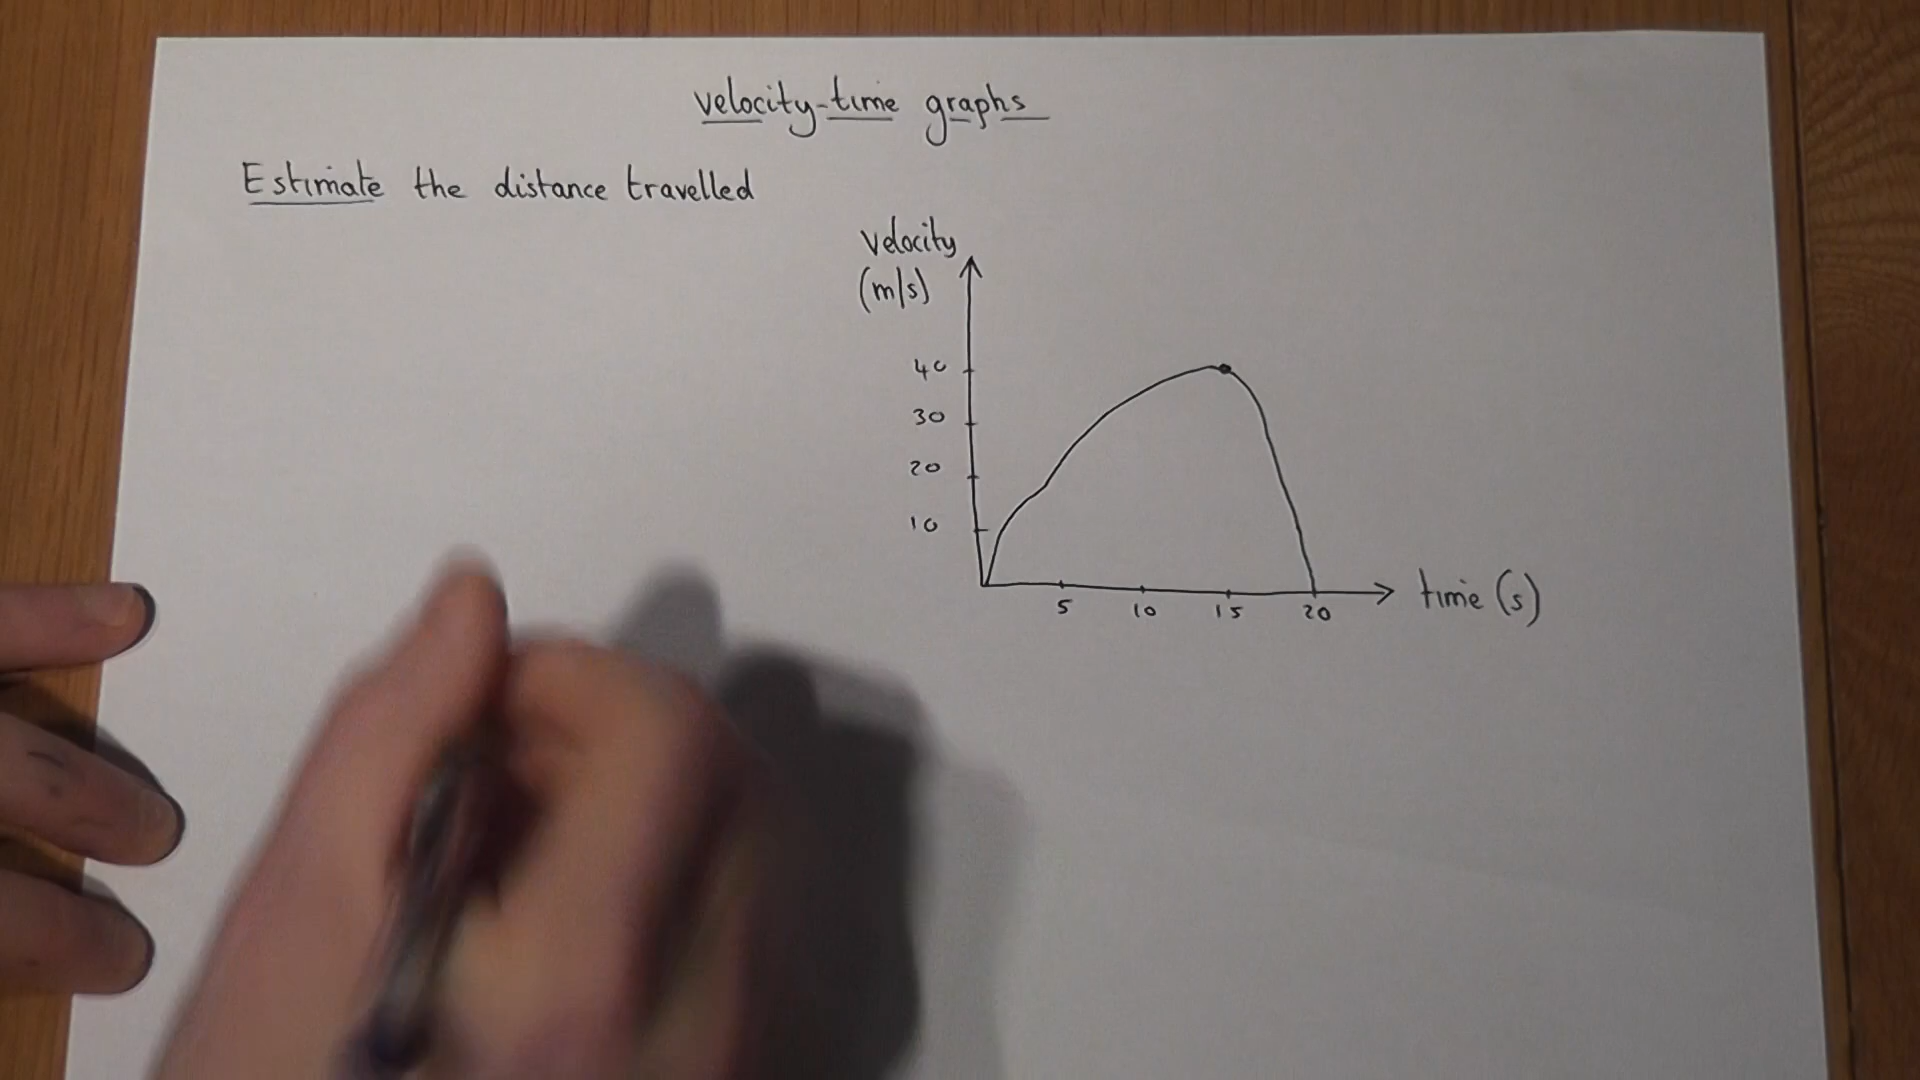 velocity-time graphs
Estimate the distance travelled
velocity
(m/s)
40
30
20
10
5 10 15 20
time (s)